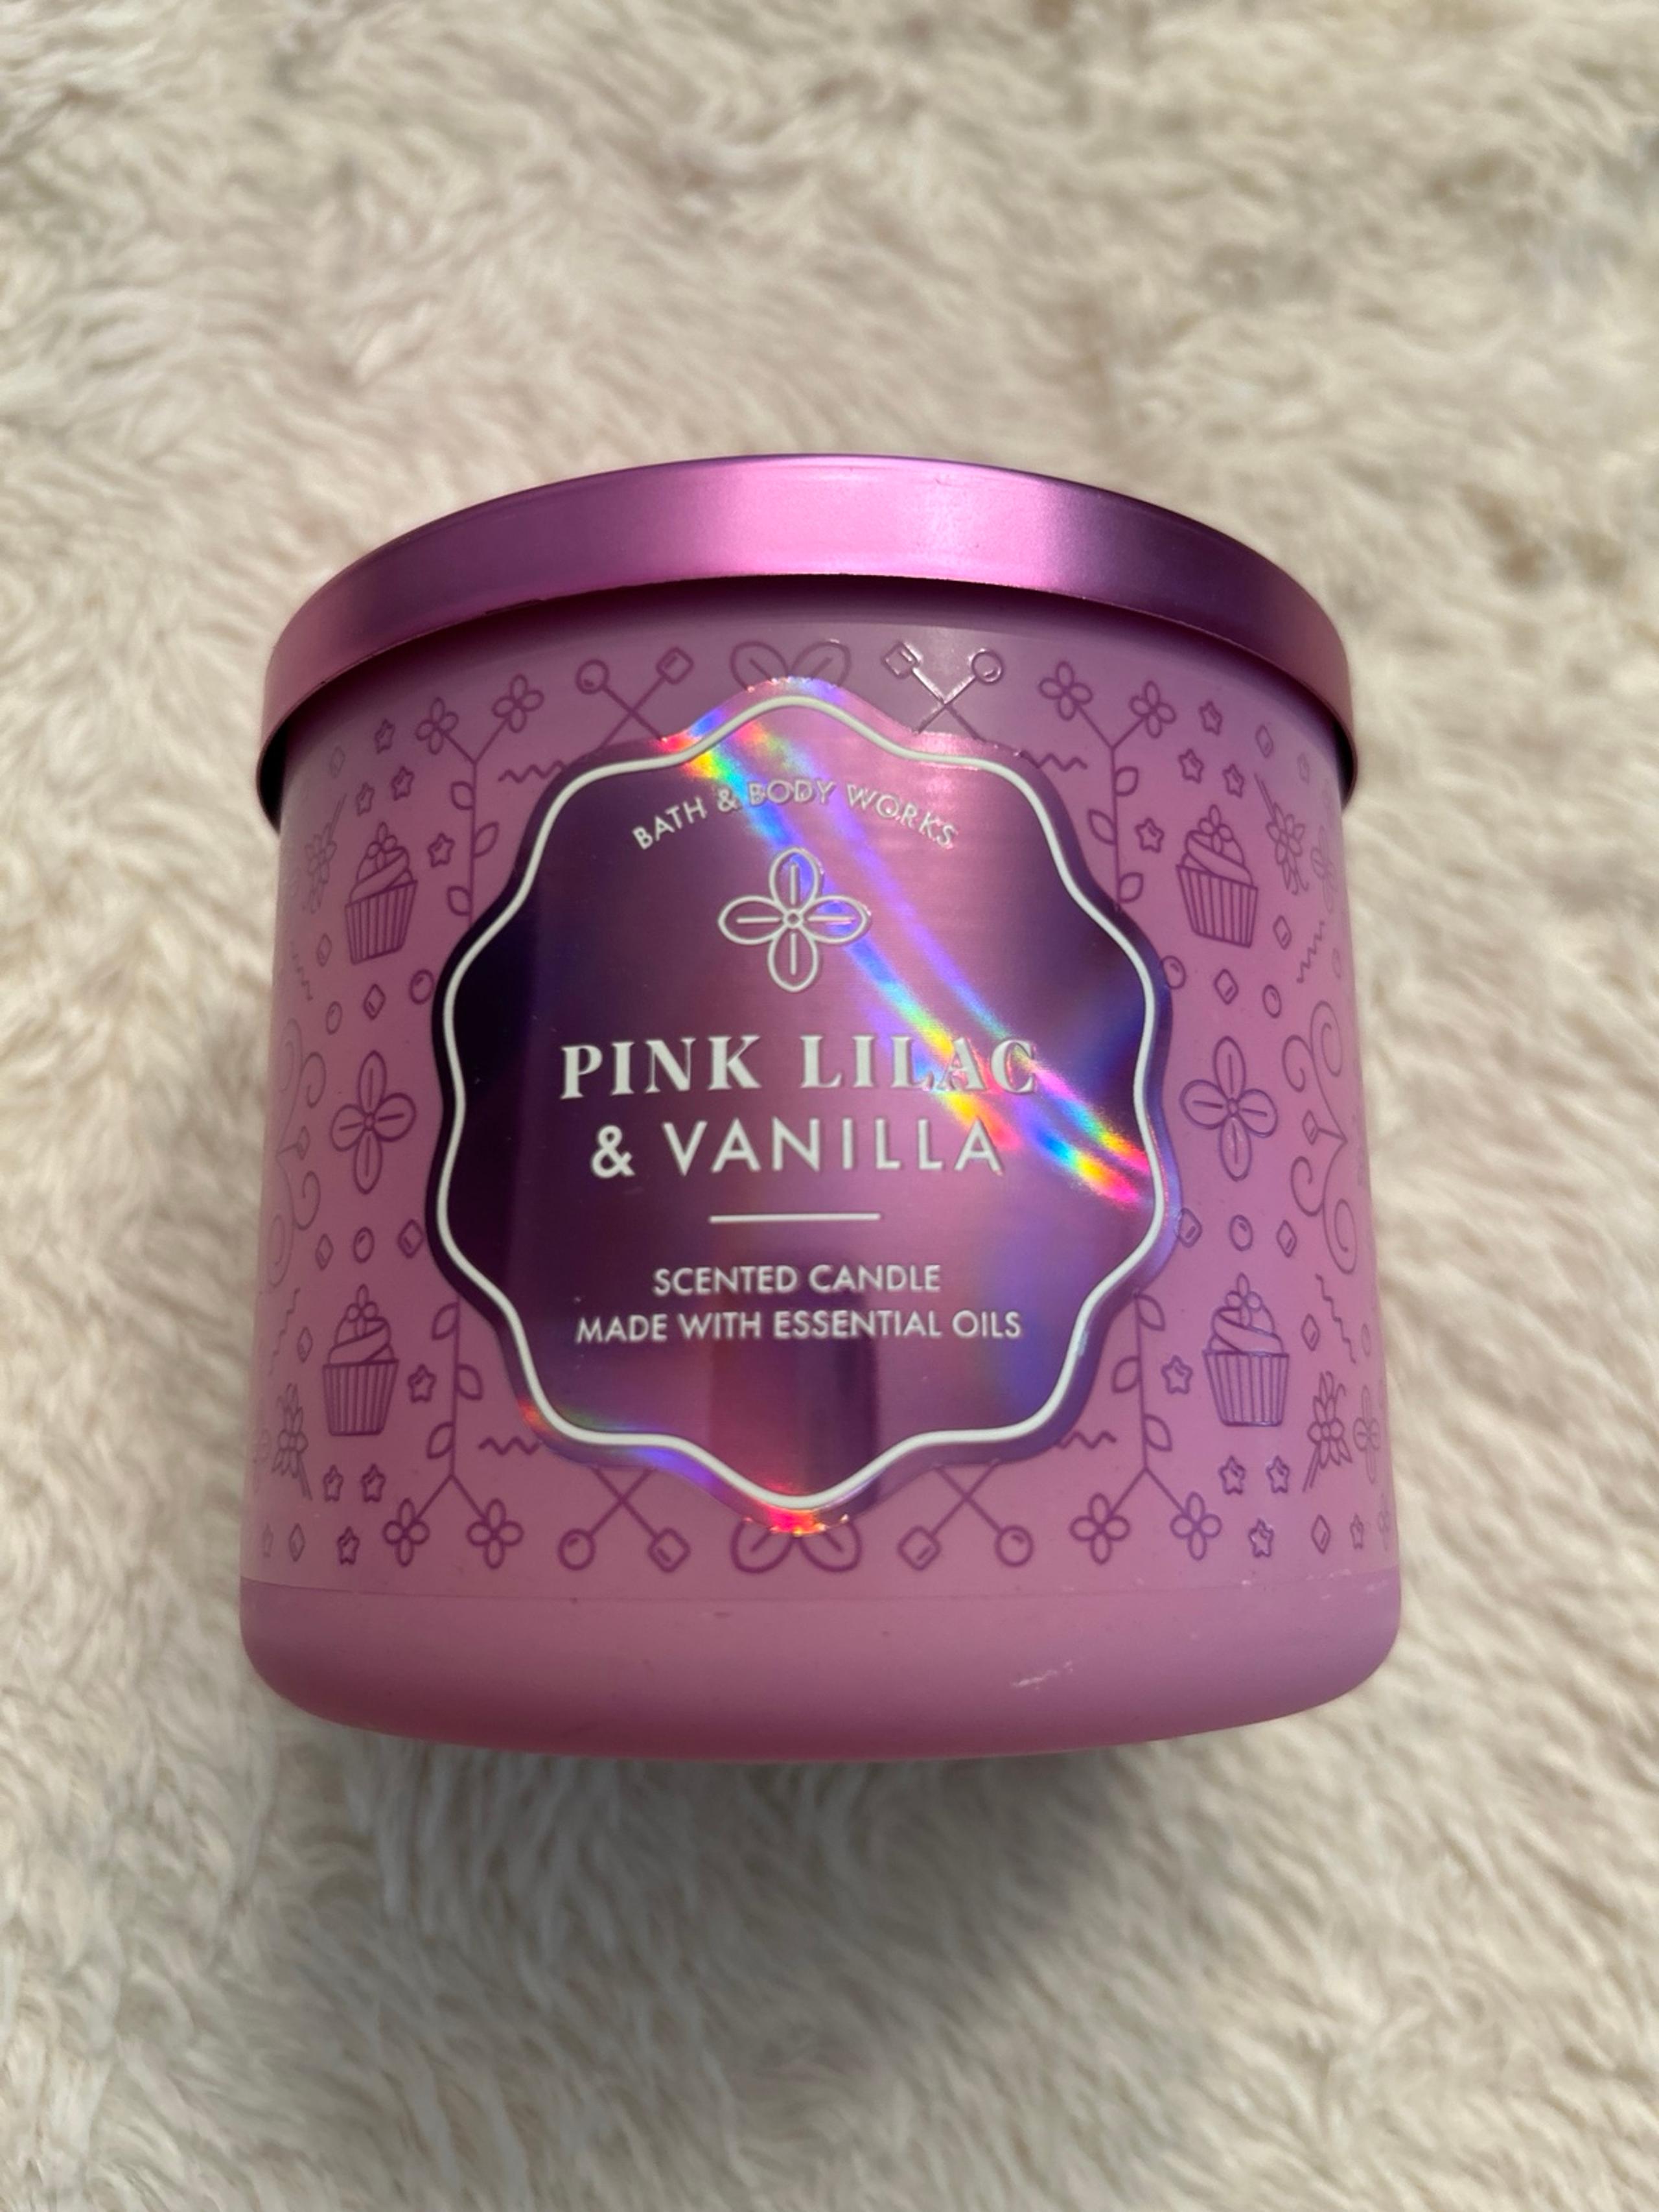 BATH & BODY WORKS
PINK LILAC
& VANILLA
SCENTED CANDLE
MADE WITH ESSENTIAL OILS